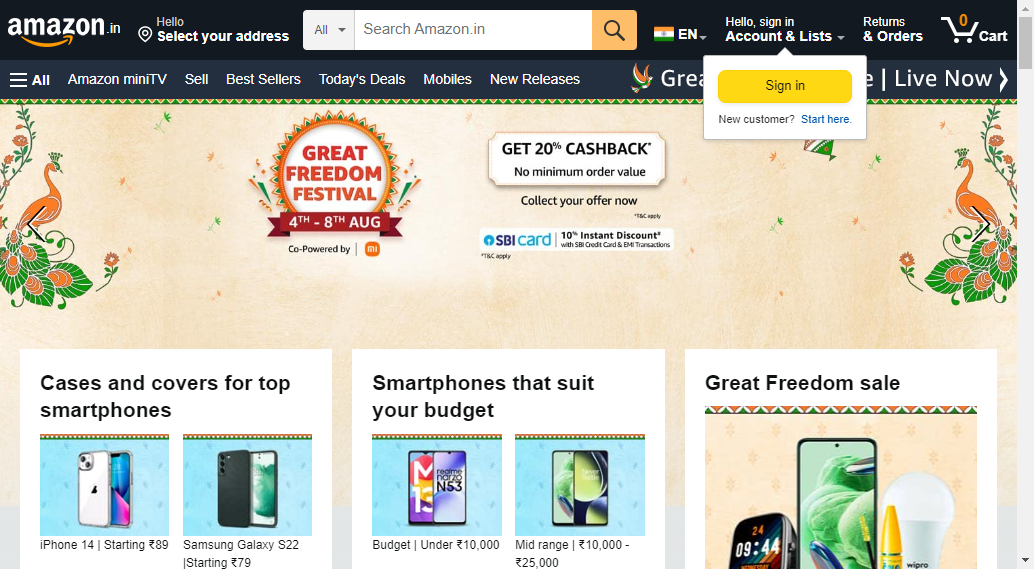 amazon.in
Hello
Select your address
All
Search Amazon.in
EN
Hello, sign in
Account & Lists
Returns
& Orders
0
Cart
All
Amazon miniTV
Sell
Best Sellers
Today's Deals
Mobiles
New Releases
Grea
e | Live Now ❯
Sign in
New customer? Start here.
GREAT
FREEDOM
FESTIVAL
4TH - 8TH AUG
Co-Powered by
mi
GET 20% CASHBACK*
No minimum order value
Collect your offer now
*T&C apply
SBI card
10% Instant Discount*
with SBI Credit Card & EMI Transactions
*T&C apply
Cases and covers for top
smartphones
iPhone 14 | Starting ₹89
Samsung Galaxy S22
|Starting ₹79
Smartphones that suit
your budget
realme
narzo
N53
Budget | Under ₹10,000
Mid range | ₹10,000 -
₹25,000
Great Freedom sale
24
09:44
wipro